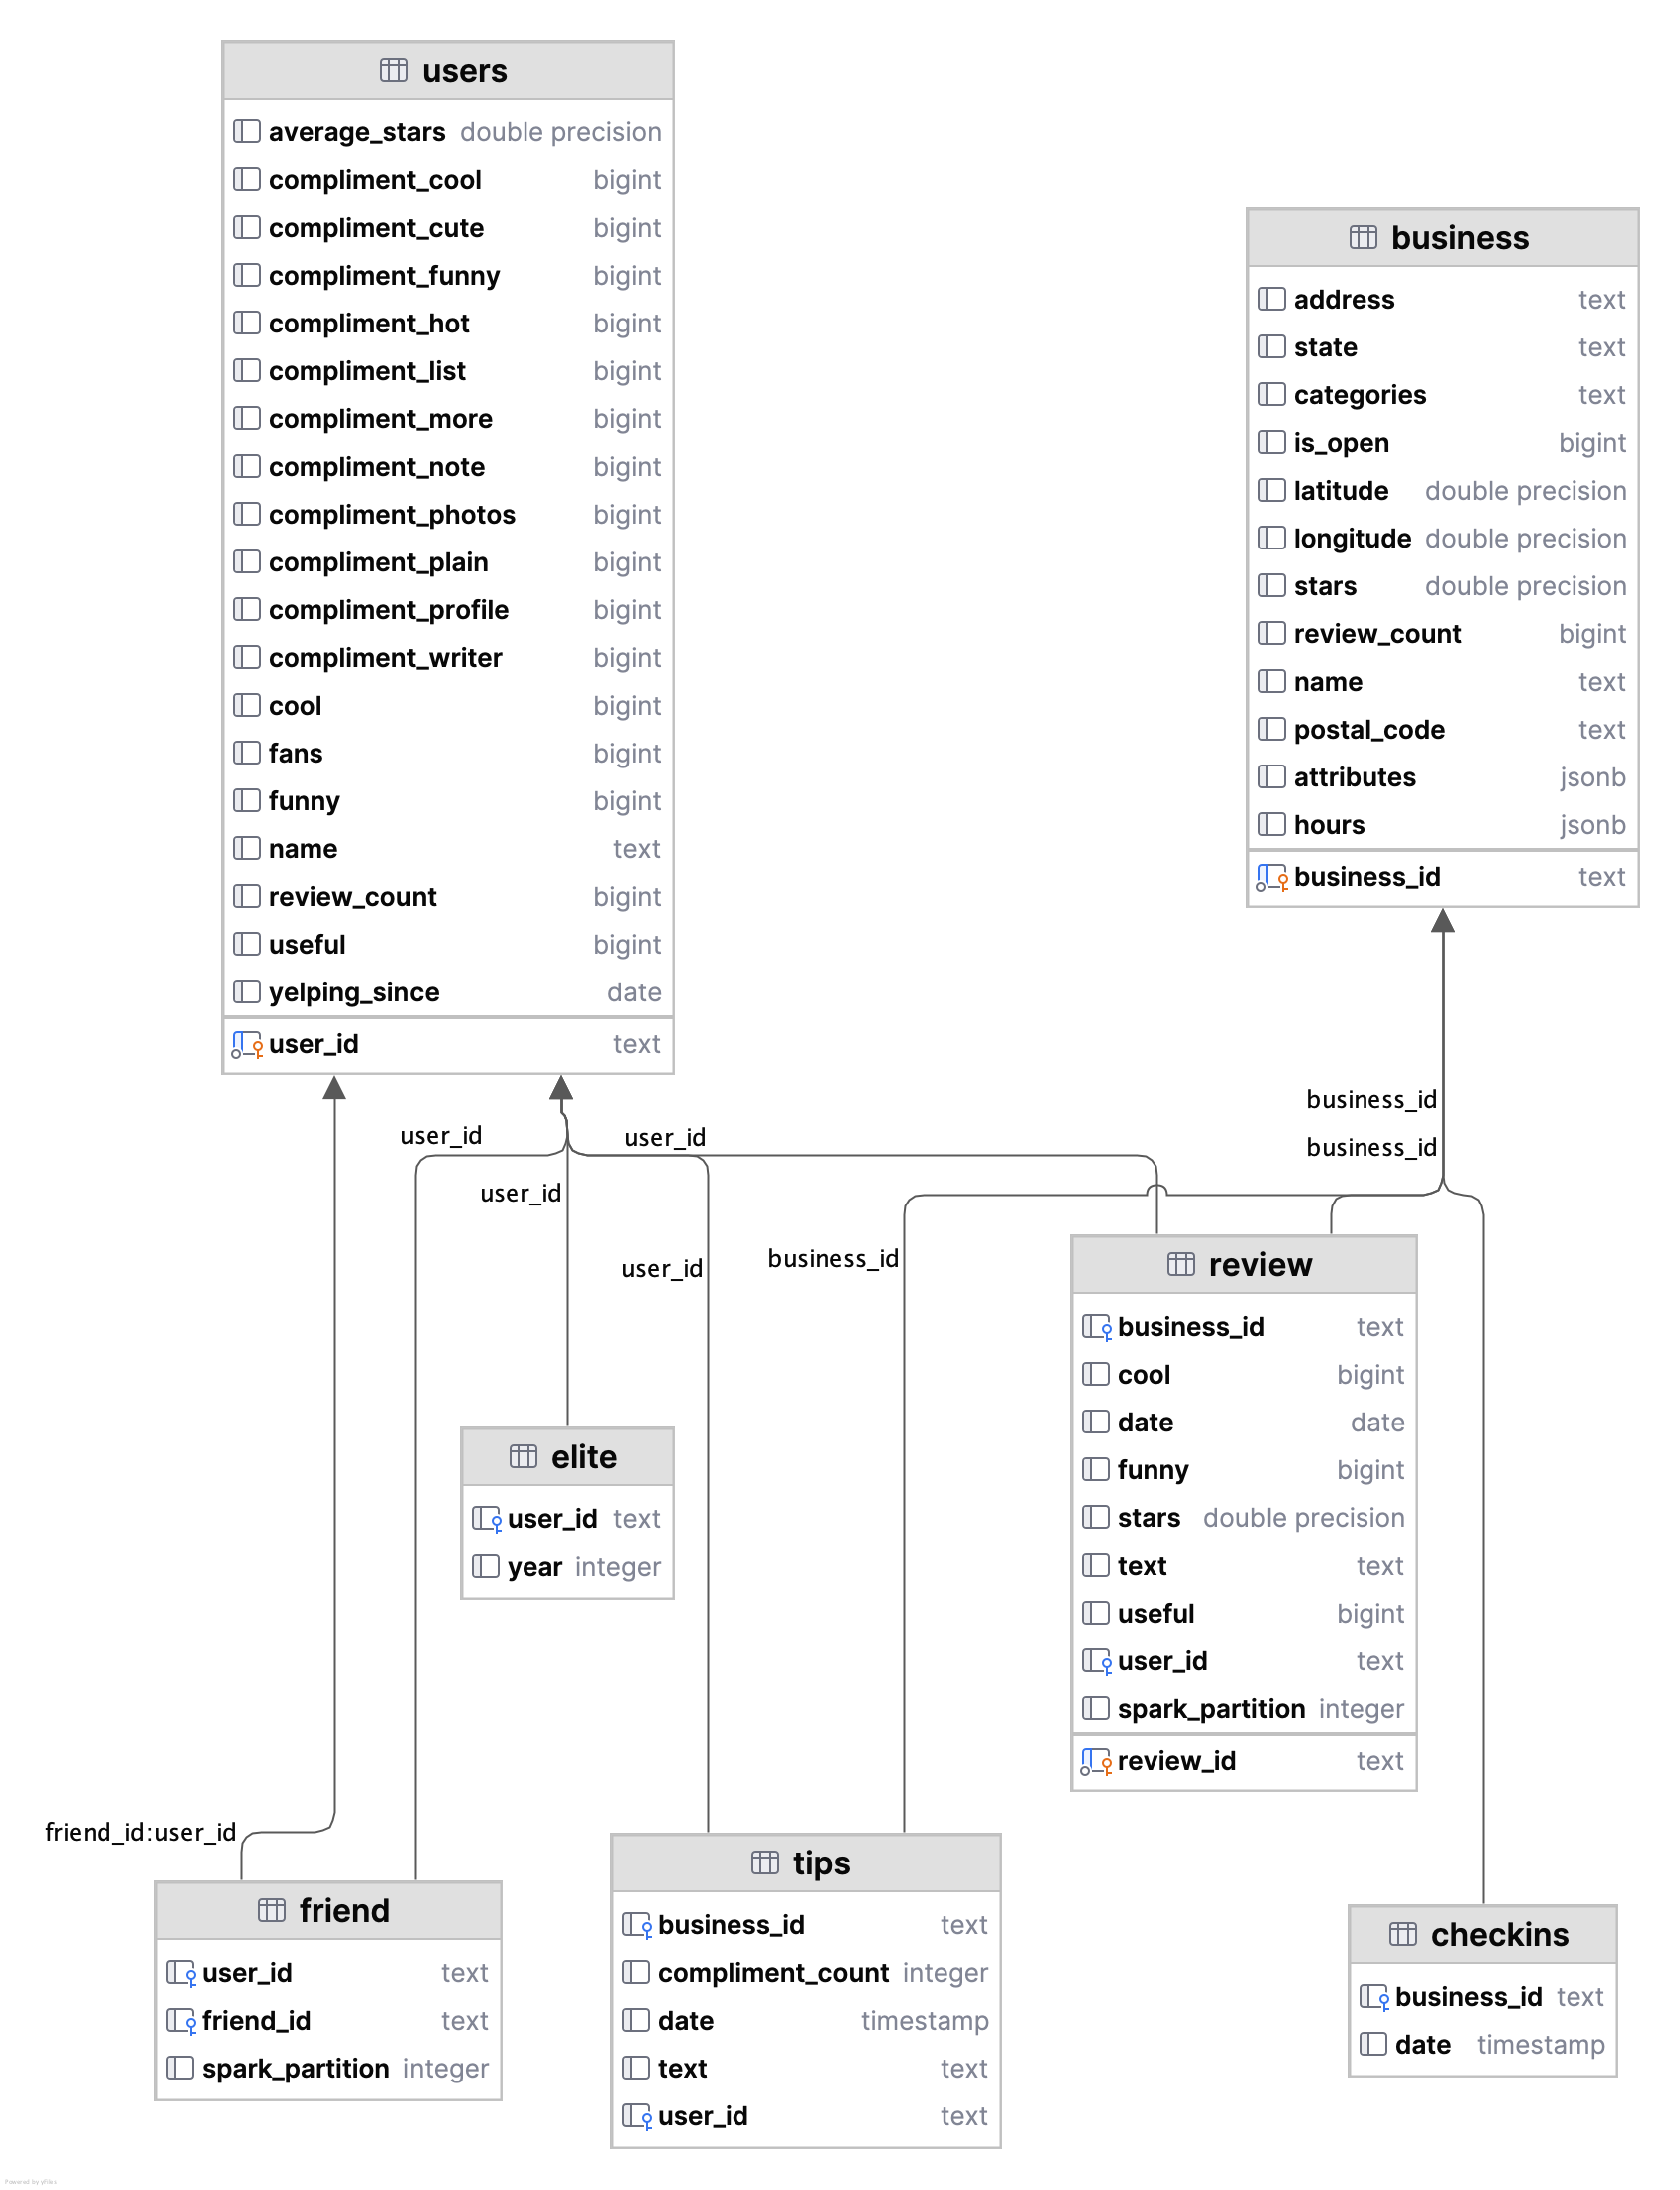 users
average_stars double precision
compliment_cool bigint
compliment_cute bigint
compliment_funny bigint
compliment_hot bigint
compliment_list bigint
compliment_more bigint
compliment_note bigint
compliment_photos bigint
compliment_plain bigint
compliment_profile bigint
compliment_writer bigint
cool bigint
fans bigint
funny bigint
name text
review_count bigint
useful bigint
yelping_since date
user_id text
business
address text
state text
categories text
is_open bigint
latitude double precision
longitude double precision
stars double precision
review_count bigint
name text
postal_code text
attributes jsonb
hours jsonb
business_id text
user_id
user_id
user_id
user_id
business_id
business_id
business_id
friend_id:user_id
review
business_id text
cool bigint
date date
funny bigint
stars double precision
text text
useful bigint
user_id text
spark_partition integer
review_id text
elite
user_id text
year integer
friend
user_id text
friend_id text
spark_partition integer
tips
business_id text
compliment_count integer
date timestamp
text text
user_id text
checkins
business_id text
date timestamp
Powered by yFiles